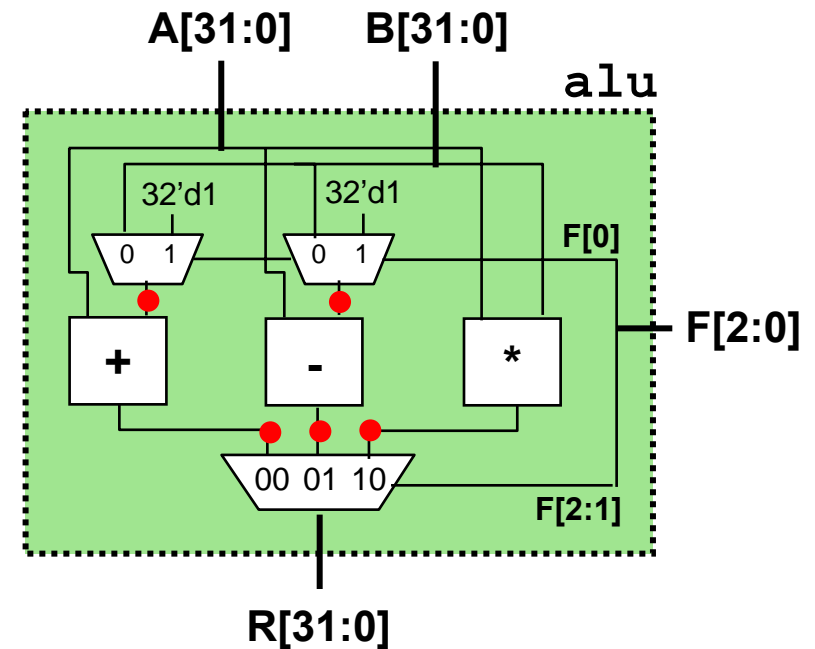 A[31:0] B[31:0]
alu
32'd1 32'd1
0 1 0 1
F[0]
F[2:0]
+ - *
00 01 10
F[2:1]
R[31:0]